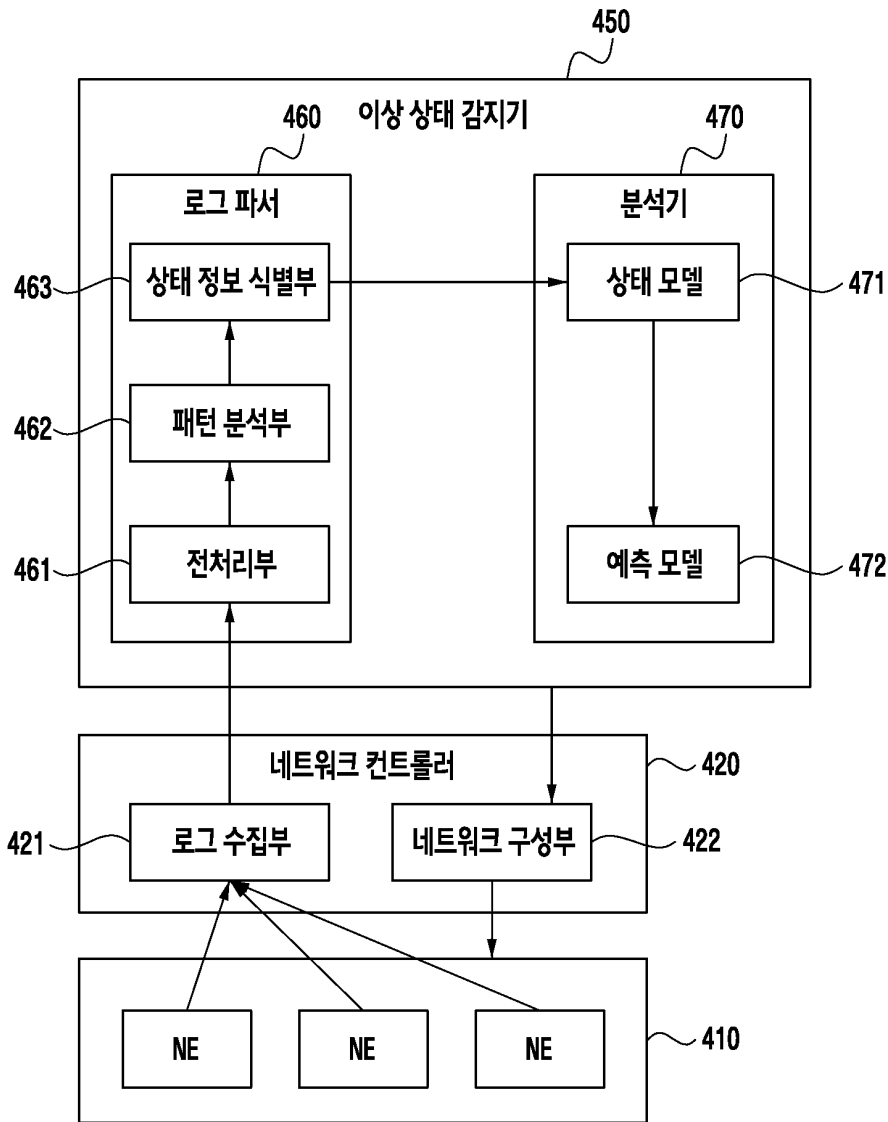 450
이상 상태 감지기
460
470
로그 파서
분석기
463
상태 정보 식별부
상태 모델
471
462
패턴 분석부
461
전처리부
예측 모델
472
네트워크 컨트롤러
420
421
로그 수집부
네트워크 구성부
422
NE
NE
NE
410